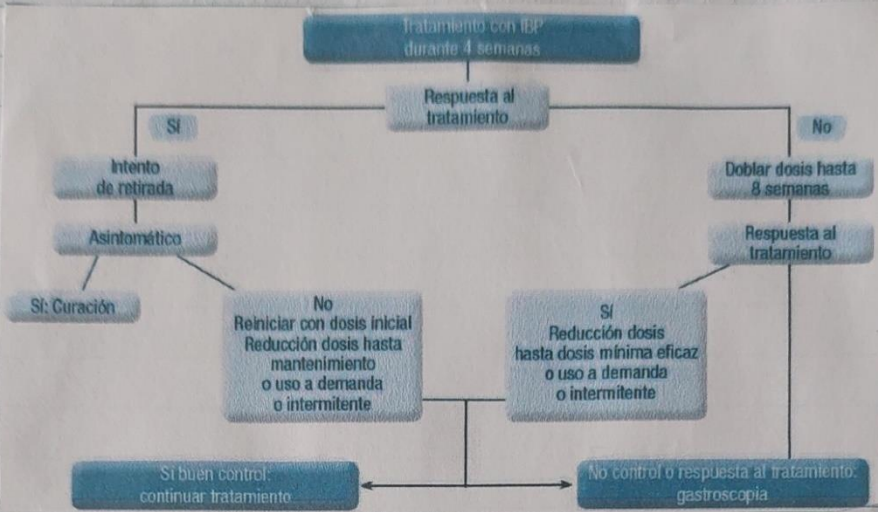 Tratamiento con IBP
durante 4 semanas
Respuesta al
tratamiento
Sí
No
Intento
de retirada
Doblar dosis hasta
8 semanas
Asintomático
Respuesta al
tratamiento
Sí: Curación
No
Reiniciar con dosis inicial
Reducción dosis hasta
mantenimiento
o uso a demanda
o intermitente
Sí
Reducción dosis
hasta dosis mínima eficaz
o uso a demanda
o intermitente
Si buen control:
continuar tratamiento
No control o respuesta al tratamiento:
gastroscopia